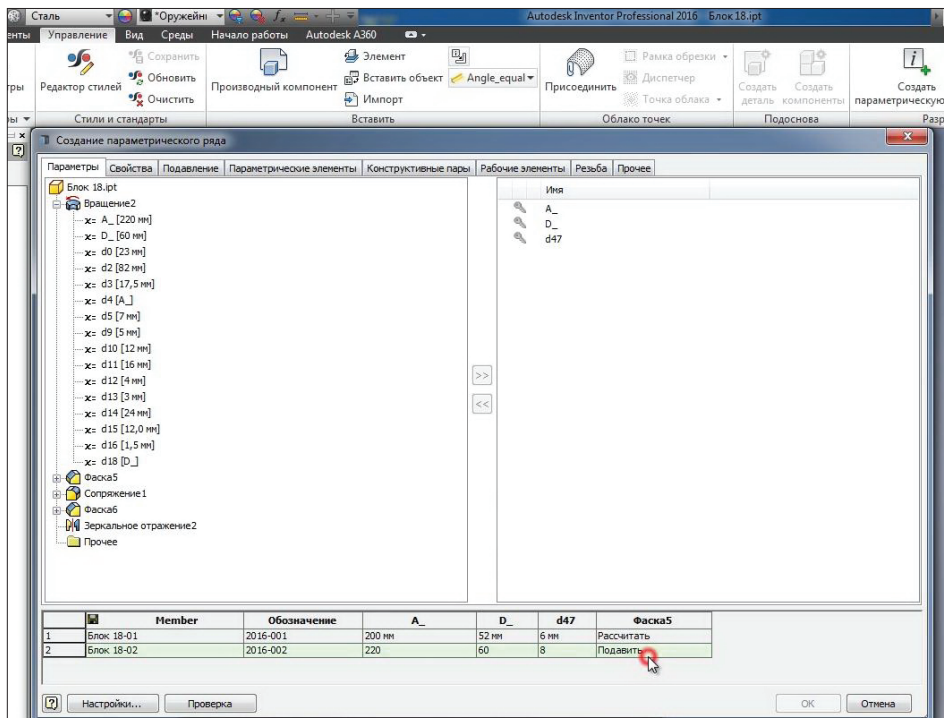 Сталь *Оружейн Autodesk Inventor Professional 2016 Блок 18.ipt
енты Управление Вид Среды Начало работы Autodesk A360
Сохранить Элемент Рамка обрезки
Обновить Вставить объект Angle_equal Диспетчер
тры Редактор стилей Производный компонент Присоединить Создать Создать Создать
Очистить Импорт Точка облака деталь компоненты параметрическую
ры Стили и стандарты Вставить Облако точек Подоснова Разр
Создание параметрического ряда
Параметры Свойства Подавление Параметрические элементы Конструктивные пары Рабочие элементы Резьба Прочее
Блок 18.ipt
Вращение2
x= A_ [220 мм]
x= D_ [60 мм]
x= d0 [23 мм]
x= d2 [82 мм]
x= d3 [17,5 мм]
x= d4 [A_]
x= d5 [7 мм]
x= d9 [5 мм]
x= d10 [12 мм]
x= d11 [16 мм]
x= d12 [4 мм]
x= d13 [3 мм]
x= d14 [24 мм]
x= d15 [12,0 мм]
x= d16 [1,5 мм]
x= d18 [D_]
Фаска5
Сопряжение1
Фаска6
Зеркальное отражение2
Прочее
>>
<<
Имя
A_
D_
d47
Member Обозначение A_ D_ d47 Фаска5
1 Блок 18-01 2016-001 200 мм 52 мм 6 мм Рассчитать
2 Блок 18-02 2016-002 220 60 8 Подавить
Настройки... Проверка OK Отмена